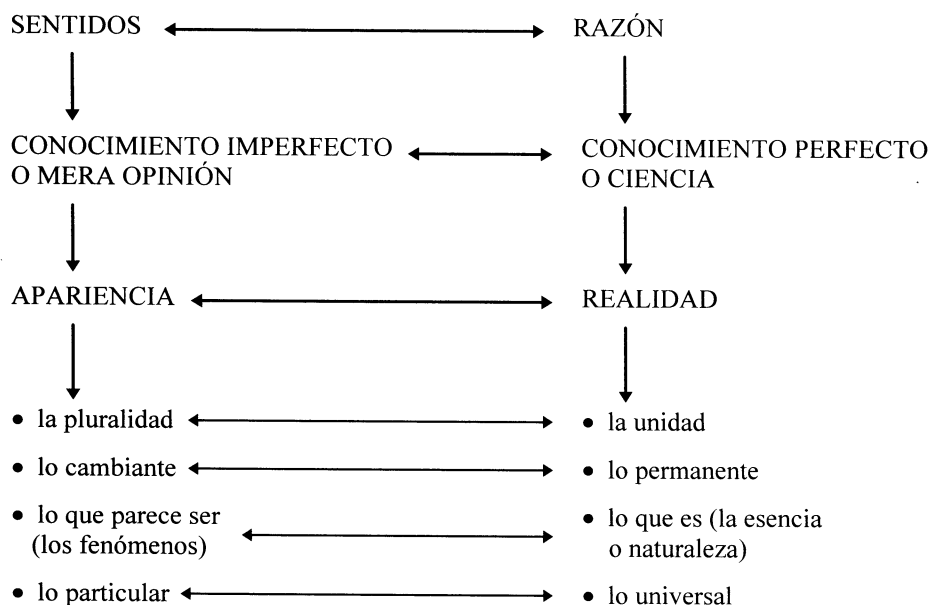 SENTIDOS
RAZÓN
CONOCIMIENTO IMPERFECTO
O MERA OPINIÓN
CONOCIMIENTO PERFECTO
O CIENCIA
APARIENCIA
REALIDAD
• la pluralidad
• la unidad
• lo cambiante
• lo permanente
• lo que parece ser
(los fenómenos)
• lo que es (la esencia
o naturaleza)
• lo particular
• lo universal